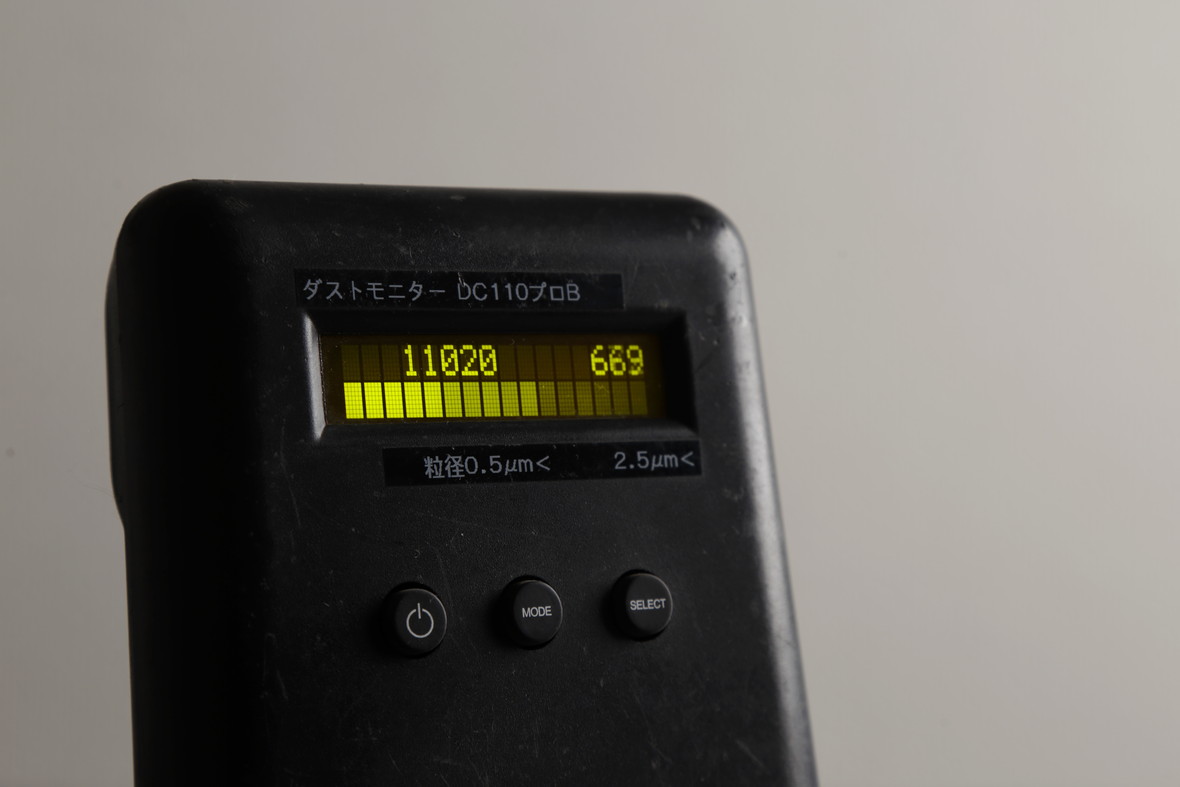 ダストモニター DC110プロB
11020 669
粒径0.5μm< 2.5μm<
MODE SELECT